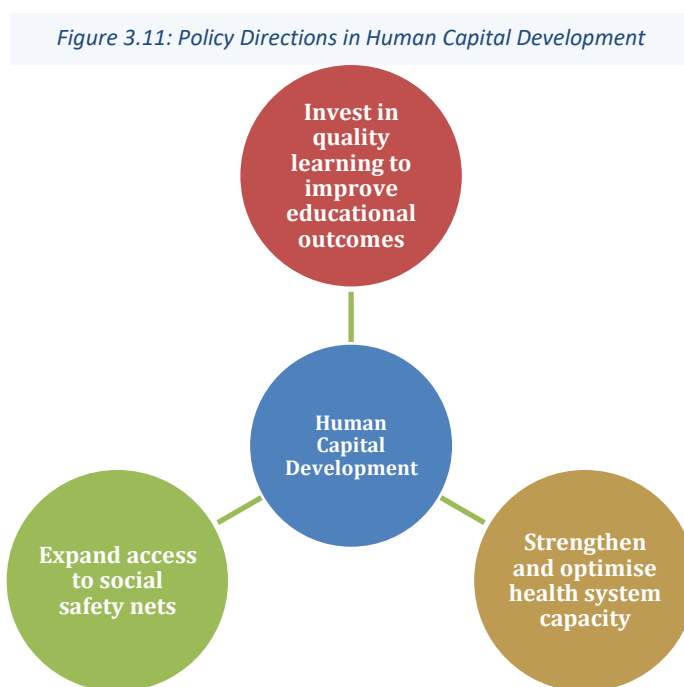 Figure 3.11: Policy Directions in Human Capital Development
Invest in
quality
learning to
improve
educational
outcomes
Human
Capital
Development
Expand access
to social
safety nets
Strengthen
and optimise
health system
capacity